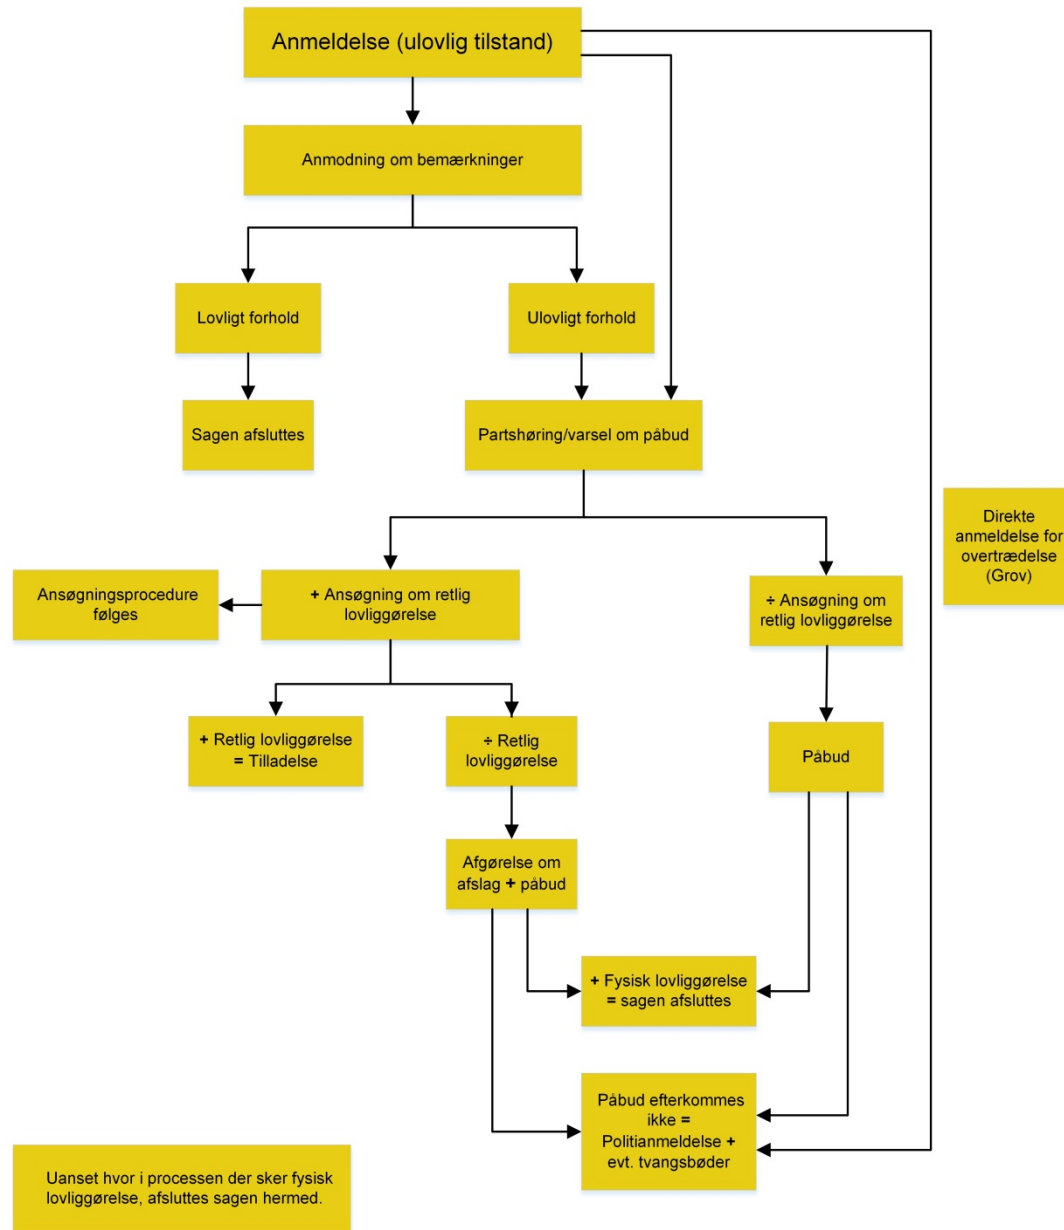 Anmeldelse (ulovlig tilstand)
Anmodning om bemærkninger
Lovligt forhold
Ulovligt forhold
Sagen afsluttes
Partshøring/varsel om påbud
Direkte
anmeldelse for
overtrædelse
(Grov)
Ansøgningsprocedure
følges
+ Ansøgning om retlig
lovliggørelse
÷ Ansøgning om
retlig lovliggørelse
+ Retlig lovliggørelse
= Tilladelse
÷ Retlig
lovliggørelse
Påbud
Afgørelse om
afslag + påbud
+ Fysisk lovliggørelse
= sagen afsluttes
Påbud efterkommes
ikke =
Politianmeldelse +
evt. tvangsbøder
Uanset hvor i processen der sker fysisk
lovliggørelse, afsluttes sagen hermed.